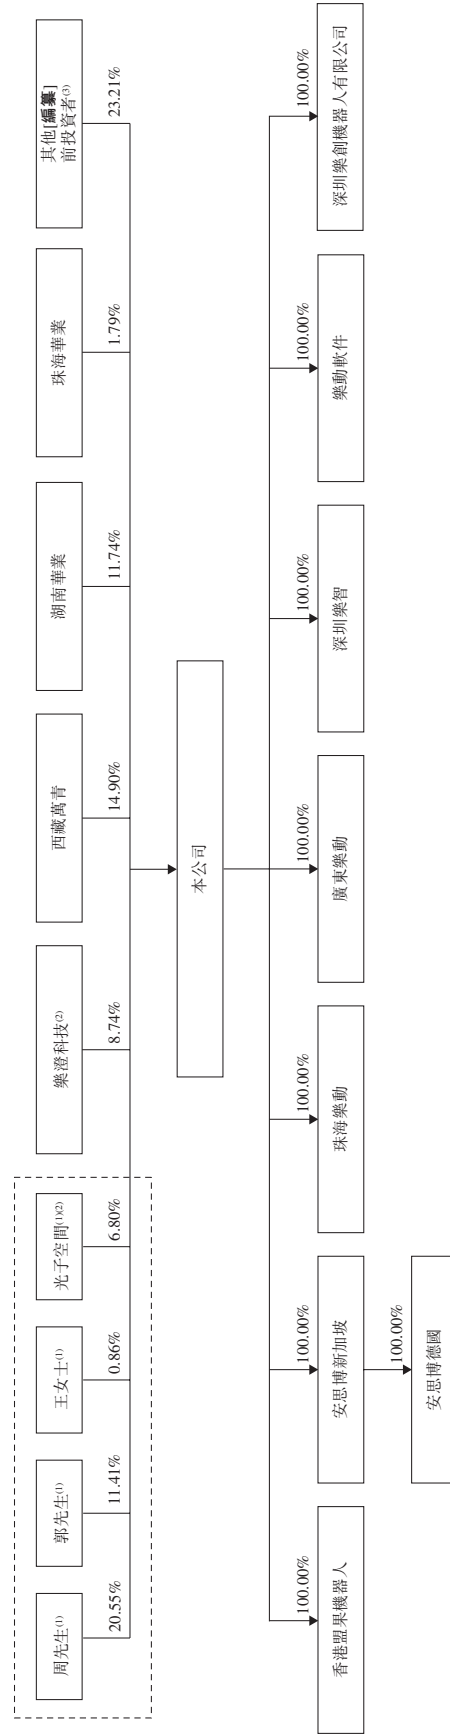 周先生(1)
郭先生(1)
王女士(1)
光子空間(1)(2)
樂澄科技(2)
西藏萬青
湖南華業
珠海華業
其他[編纂]
前投資者(3)
20.55%
11.41%
0.86%
6.80%
8.74%
14.90%
11.74%
1.79%
23.21%
本公司
100.00%
100.00%
100.00%
100.00%
100.00%
100.00%
100.00%
香港盟果機器人
安思博新加坡
珠海樂動
廣東樂動
深圳樂智
樂動軟件
深圳樂創機器人有限公司
100.00%
安思博德國